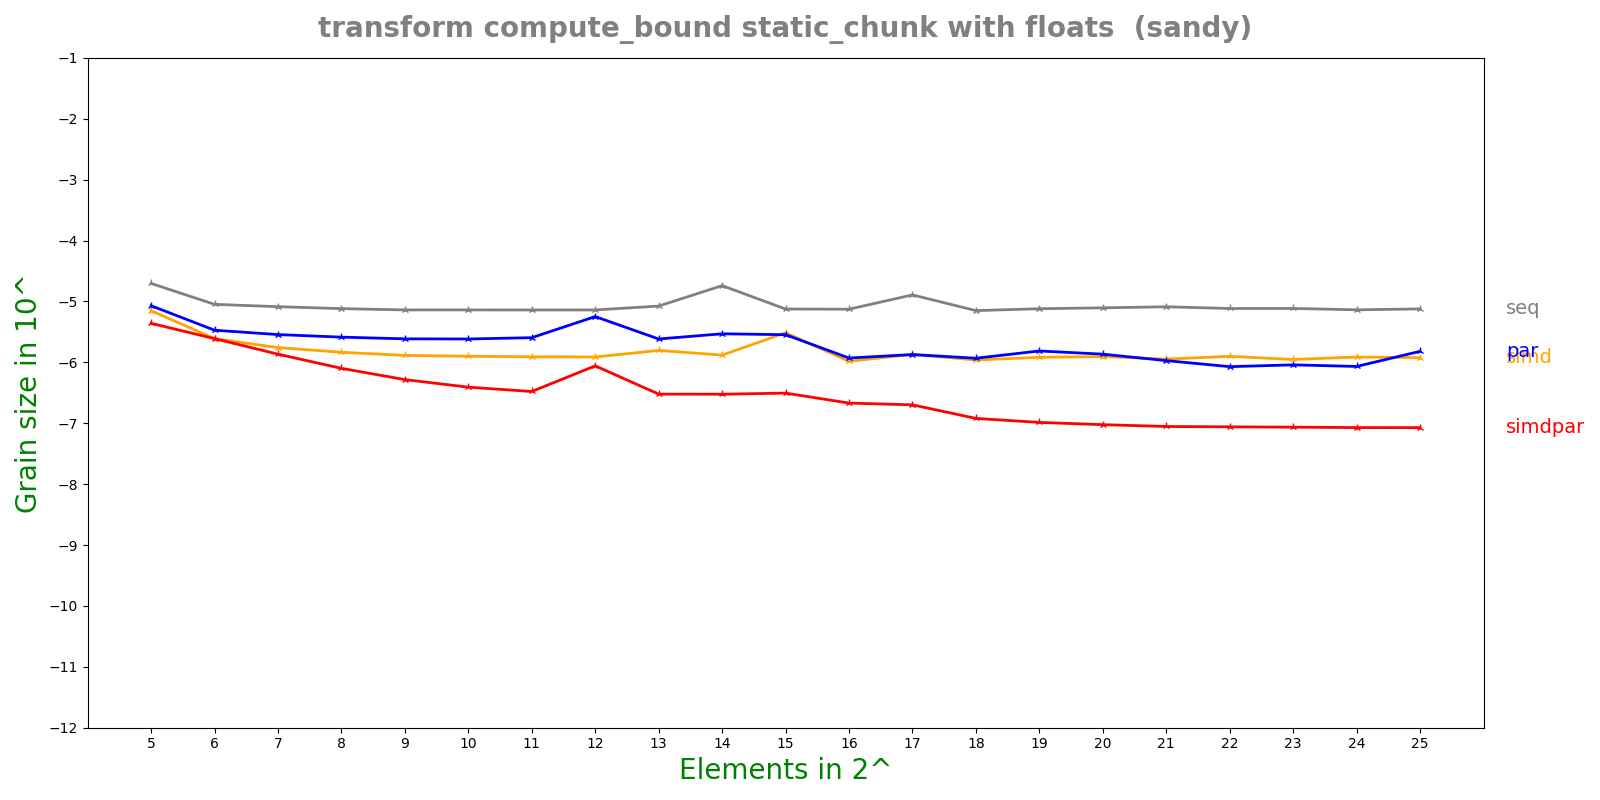 transform compute_bound static_chunk with floats  (sandy)
Grain size in 10^
−1
−2
−3
−4
−5
−6
−7
−8
−9
−10
−11
−12
seq
par
simd
simdpar
5 6 7 8 9 10 11 12 13 14 15 16 17 18 19 20 21 22 23 24 25
Elements in 2^